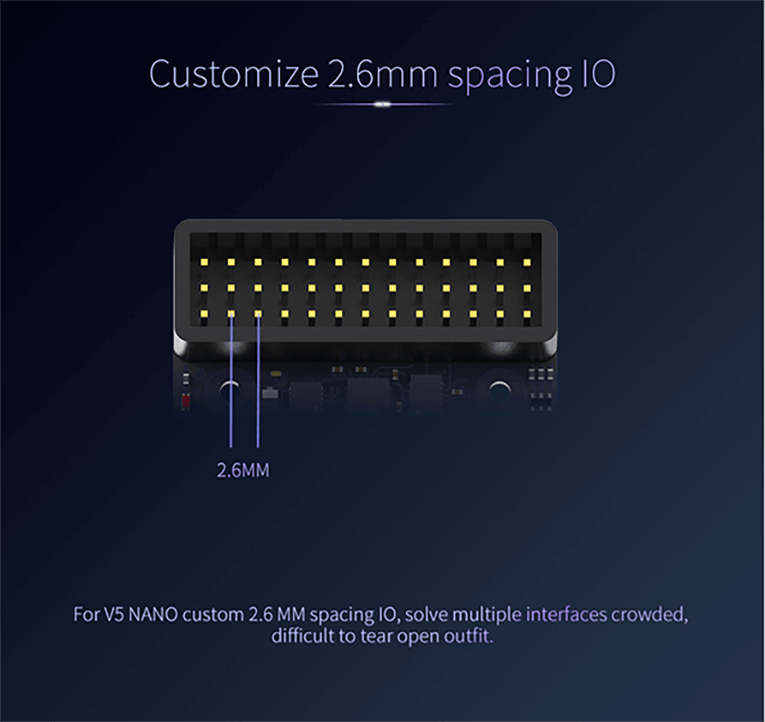 Customize 2.6mm spacing IO
2.6MM
For V5 NANO custom 2.6 MM spacing IO, solve multiple interfaces crowded,
difficult to tear open outfit.